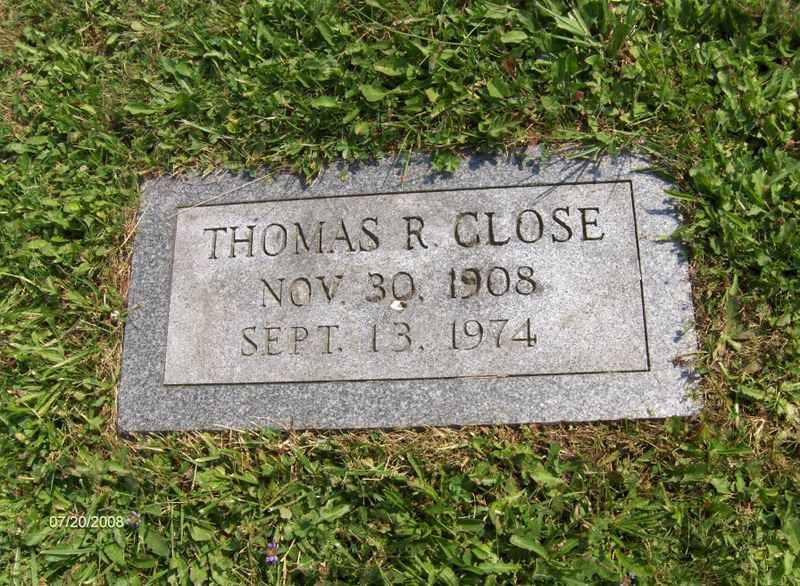 THOMAS R. CLOSE
NOV. 30, 1908
SEPT. 13, 1974
07/20/2008